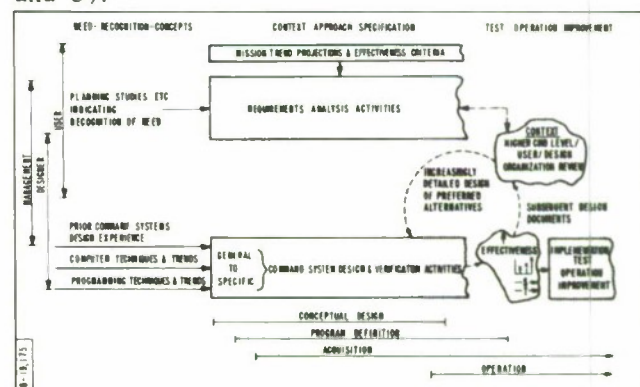 and 3).
NEED-RECOGNITION-CONCEPTS
CONTEXT APPROACH SPECIFICATION
TEST OPERATION IMPROVEMENT
MISSION TREND PROJECTIONS & EFFECTIVENESS CRITERIA
PLANNING STUDIES ETC
INDICATING
RECOGNITION OF NEED
REQUIREMENTS ANALYSIS ACTIVITIES
MANAGEMENT
DESIGNER
USER
CONTEXT
HIGHER CMD LEVEL/
USER/DESIGN
ORGANIZATION
REVIEW
INCREASINGLY
DETAILED DESIGN
OF PREFERRED
ALTERNATIVES
SUBSEQUENT DESIGN
DOCUMENTS
PRIOR COMMAND SYSTEMS
DESIGN EXPERIENCE
COMPUTER TECHNIQUES & TRENDS
PROGRAMMING TECHNIQUES & TRENDS
GENERAL
TO
SPECIFIC
COMMAND SYSTEM DESIGN & VERIFICATION ACTIVITIES
EFFECTIVENESS
IMPLEMENTATION
TEST
OPERATION
IMPROVEMENT
CONCEPTUAL DESIGN
PROGRAM DEFINITION
ACQUISITION
OPERATION